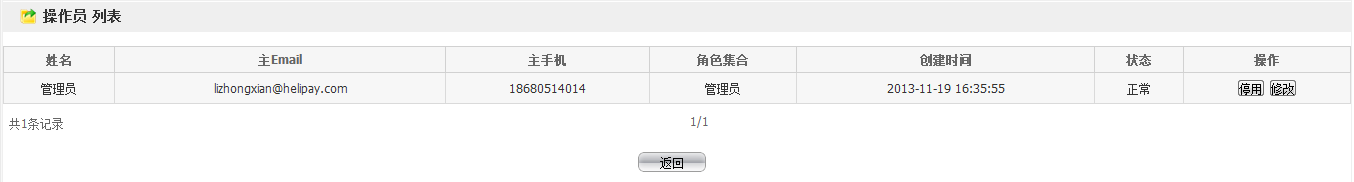 操作员 列表
姓名 主Email 主手机 角色集合 创建时间 状态 操作
管理员 lizhongxian@helipay.com 18680514014 管理员 2013-11-19 16:35:55 正常 停用 修改
共1条记录 1/1
返回